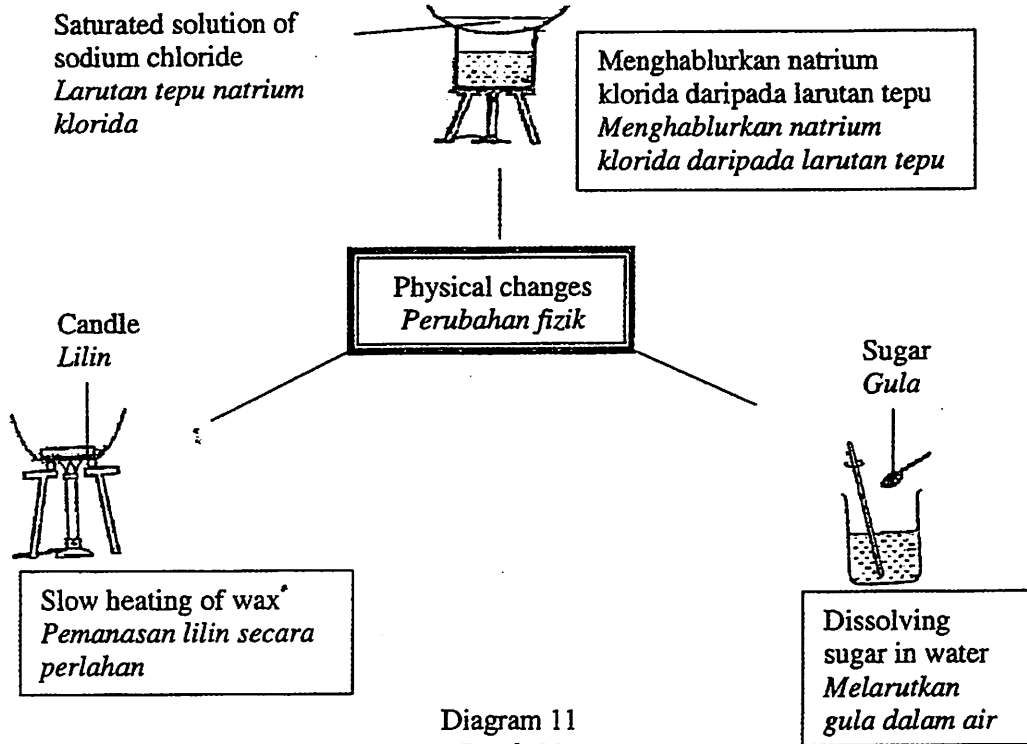 Saturated solution of
sodium chloride
Larutan tepu natrium
klorida
Menghablurkan natrium
klorida daripada larutan tepu
Menghablurkan natrium
klorida daripada larutan tepu
Physical changes
Perubahan fizik
Candle
Lilin
Sugar
Gula
Slow heating of wax
Pemanasan lilin secara
perlahan
Dissolving
sugar in water
Melarutkan
gula dalam air
Diagram 11